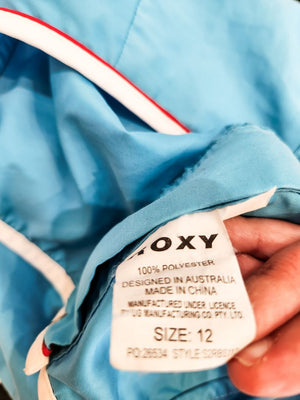 ROXY
100% POLYESTER
DESIGNED IN AUSTRALIA
MADE IN CHINA
MANUFACTURED UNDER LICENCE
MANUFACTURING CO. PTY. LTD.
SIZE: 12
PO: 26534 STYLE